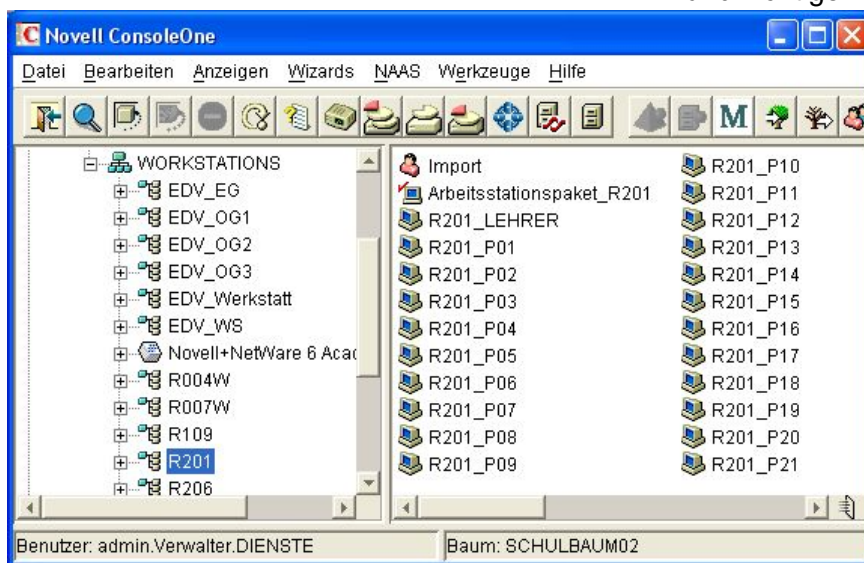 Novell ConsoleOne
Datei Bearbeiten Anzeigen Wizards NAAS Werkzeuge Hilfe
M
WORKSTATIONS
EDV_EG
EDV_OG1
EDV_OG2
EDV_OG3
EDV_Werkstatt
EDV_WS
Novell+NetWare 6 Acad
R004W
R007W
R109
R201
R206
Import
Arbeitsstationspaket_R201
R201_LEHRER
R201_P01
R201_P02
R201_P03
R201_P04
R201_P05
R201_P06
R201_P07
R201_P08
R201_P09
R201_P10
R201_P11
R201_P12
R201_P13
R201_P14
R201_P15
R201_P16
R201_P17
R201_P18
R201_P19
R201_P20
R201_P21
Benutzer: admin.Verwalter.DIENSTE
Baum: SCHULBAUM02